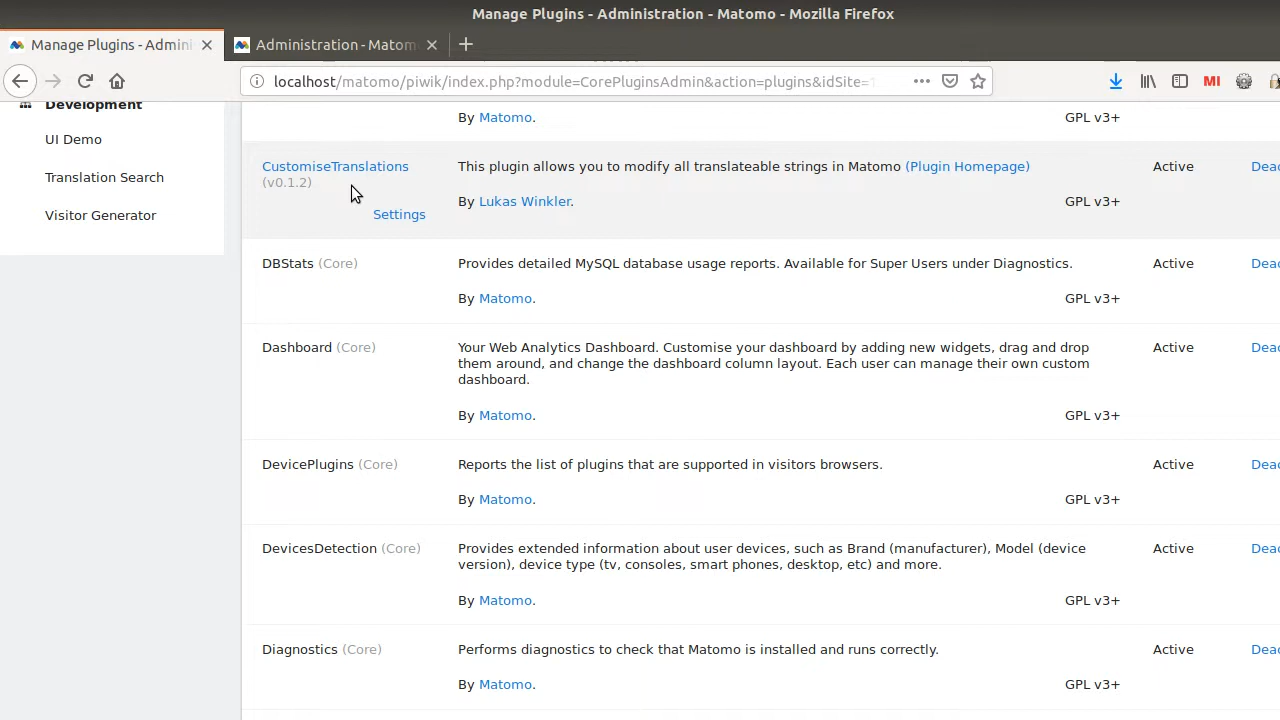 Manage Plugins - Administration - Matomo - Mozilla Firefox
Manage Plugins - Admini
Administration - Matom
localhost/matomo/piwik/index.php?module=CorePluginsAdmin&action=plugins&idSite=1
MI
Development
UI Demo
Translation Search
Visitor Generator
By Matomo. GPL v3+
CustomiseTranslations This plugin allows you to modify all translateable strings in Matomo (Plugin Homepage) Active Deac
(v0.1.2)
By Lukas Winkler. GPL v3+
Settings
DBStats (Core) Provides detailed MySQL database usage reports. Available for Super Users under Diagnostics. Active Deac
By Matomo. GPL v3+
Dashboard (Core) Your Web Analytics Dashboard. Customise your dashboard by adding new widgets, drag and drop Active Deac
them around, and change the dashboard column layout. Each user can manage their own custom
dashboard.
By Matomo. GPL v3+
DevicePlugins (Core) Reports the list of plugins that are supported in visitors browsers. Active Deac
By Matomo. GPL v3+
DevicesDetection (Core) Provides extended information about user devices, such as Brand (manufacturer), Model (device Active Deac
version), device type (tv, consoles, smart phones, desktop, etc) and more.
By Matomo. GPL v3+
Diagnostics (Core) Performs diagnostics to check that Matomo is installed and runs correctly. Active Deac
By Matomo. GPL v3+